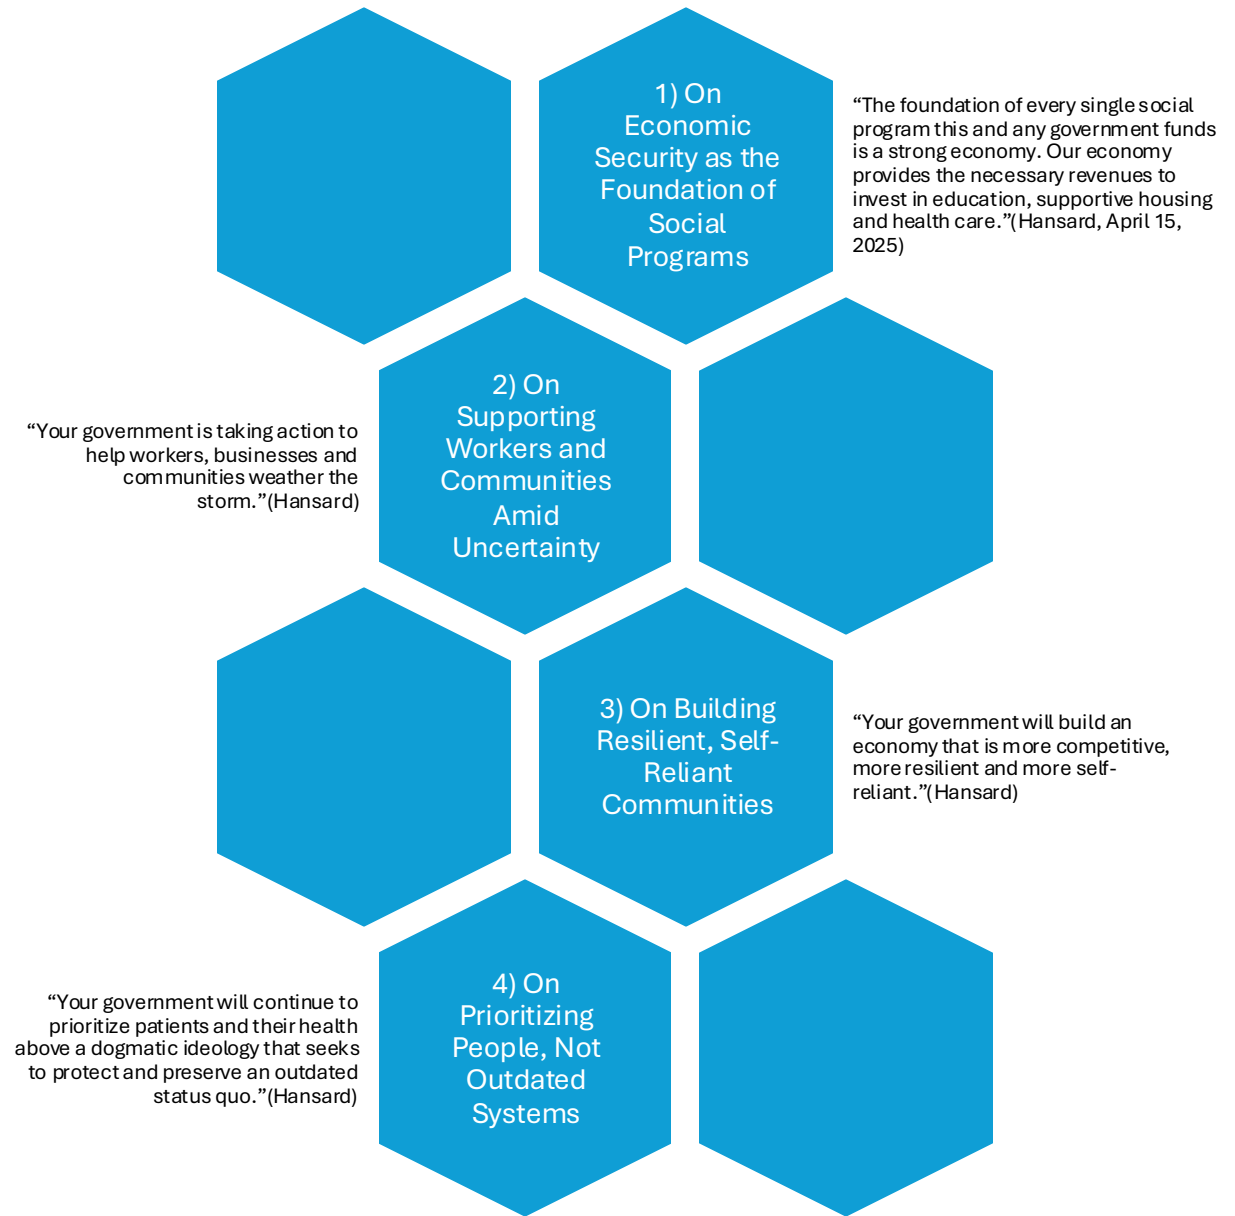 1) On
Economic
Security as the
Foundation of
Social
Programs
“The foundation of every single social
program this and any government funds
is a strong economy. Our economy
provides the necessary revenues to
invest in education, supportive housing
and health care.”(Hansard, April 15,
2025)
2) On
Supporting
Workers and
Communities
Amid
Uncertainty
“Your government is taking action to
help workers, businesses and
communities weather the
storm.”(Hansard)
3) On Building
Resilient, Self-
Reliant
Communities
“Your government will build an
economy that is more competitive,
more resilient and more self-
reliant.”(Hansard)
4) On
Prioritizing
People, Not
Outdated
Systems
“Your government will continue to
prioritize patients and their health
above a dogmatic ideology that seeks
to protect and preserve an outdated
status quo.”(Hansard)